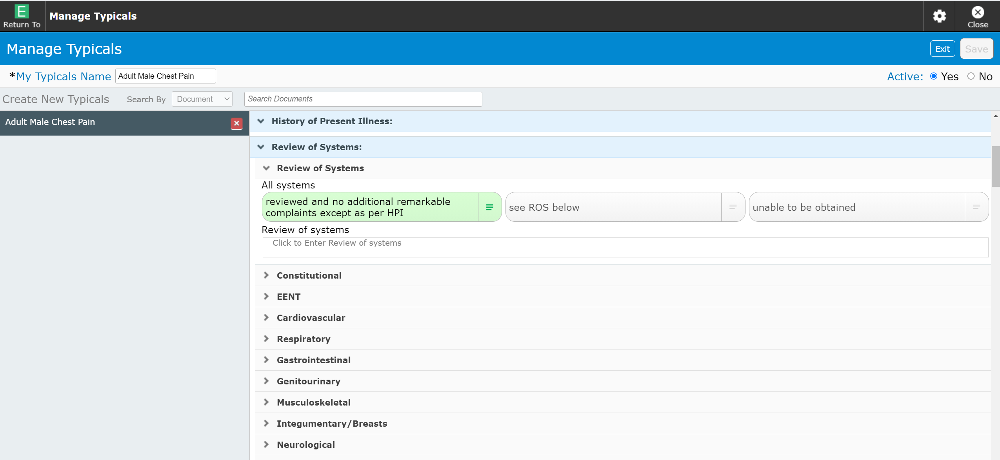 E
Return To
Manage Typicals
Close
Manage Typicals
Exit
Save
*My Typicals Name
Adult Male Chest Pain
Active:
Yes
No
Create New Typicals
Search By
Document
Search Documents
Adult Male Chest Pain
History of Present Illness:
Review of Systems:
Review of Systems
All systems
reviewed and no additional remarkable
complaints except as per HPI
see ROS below
unable to be obtained
Review of systems
Click to Enter Review of systems
Constitutional
EENT
Cardiovascular
Respiratory
Gastrointestinal
Genitourinary
Musculoskeletal
Integumentary/Breasts
Neurological